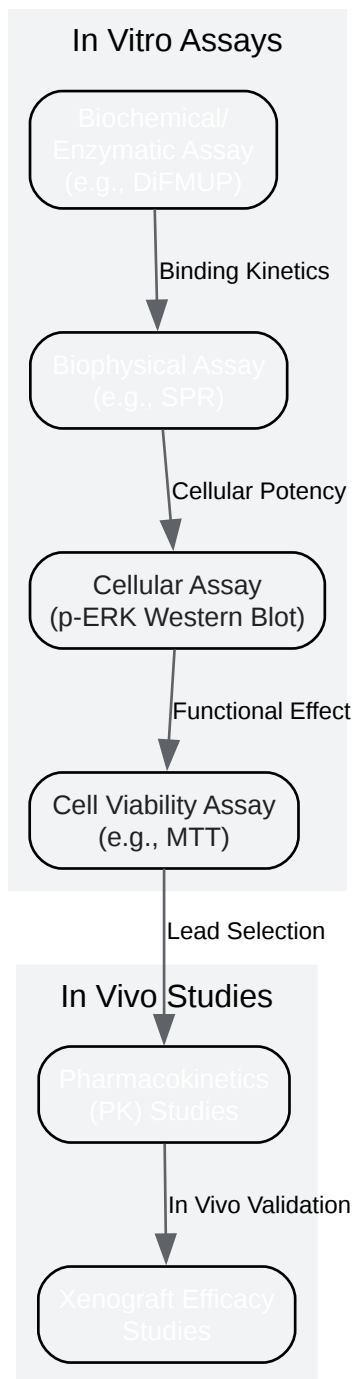 In Vitro Assays
Biochemical/
Enzymatic Assay
(e.g., DiFMUP)
Binding Kinetics
Biophysical Assay
(e.g., SPR)
Cellular Potency
Cellular Assay
(p-ERK Western Blot)
Functional Effect
Cell Viability Assay
(e.g., MTT)
Lead Selection
In Vivo Studies
Pharmacokinetics
(PK) Studies
In Vivo Validation
Xenograft Efficacy
Studies